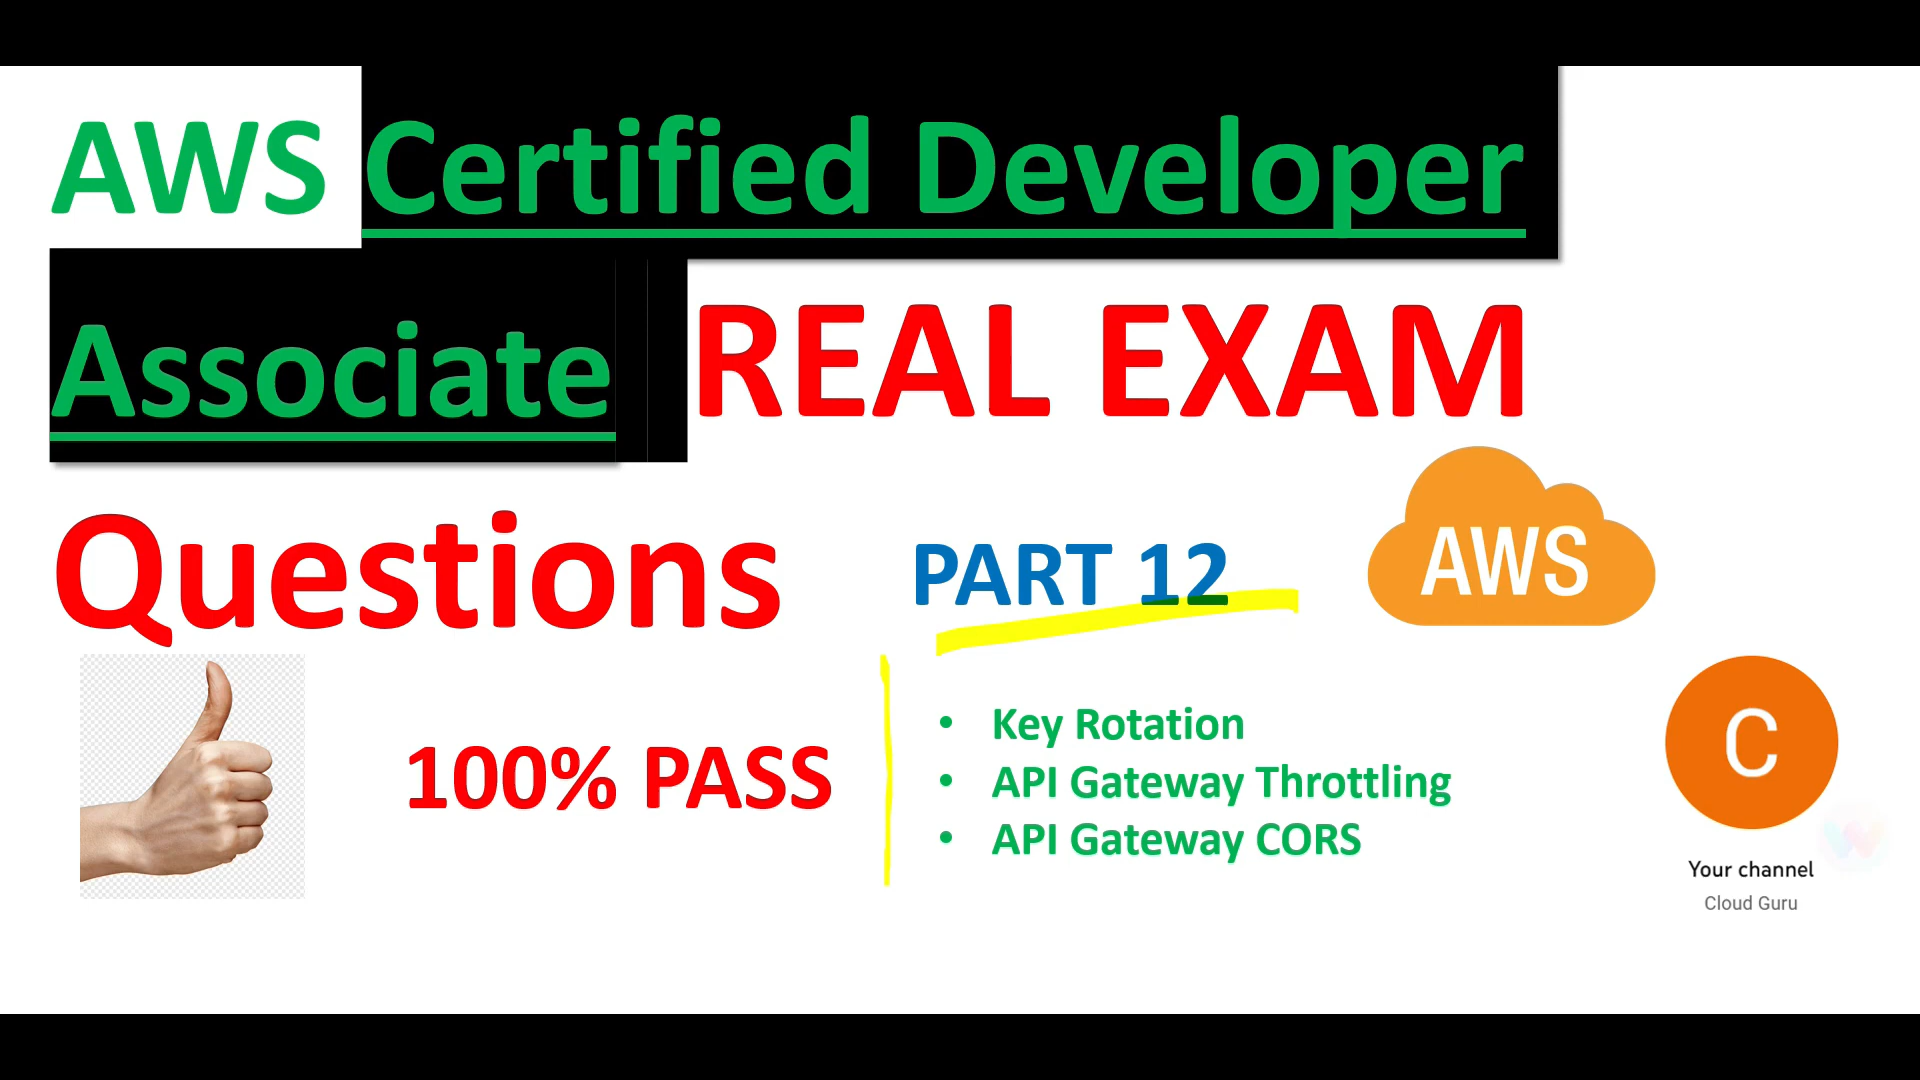 AWS Certified Developer
Associate REAL EXAM
Questions PART 12
AWS
100% PASS
• Key Rotation
• API Gateway Throttling
• API Gateway CORS
C
Your channel
Cloud Guru